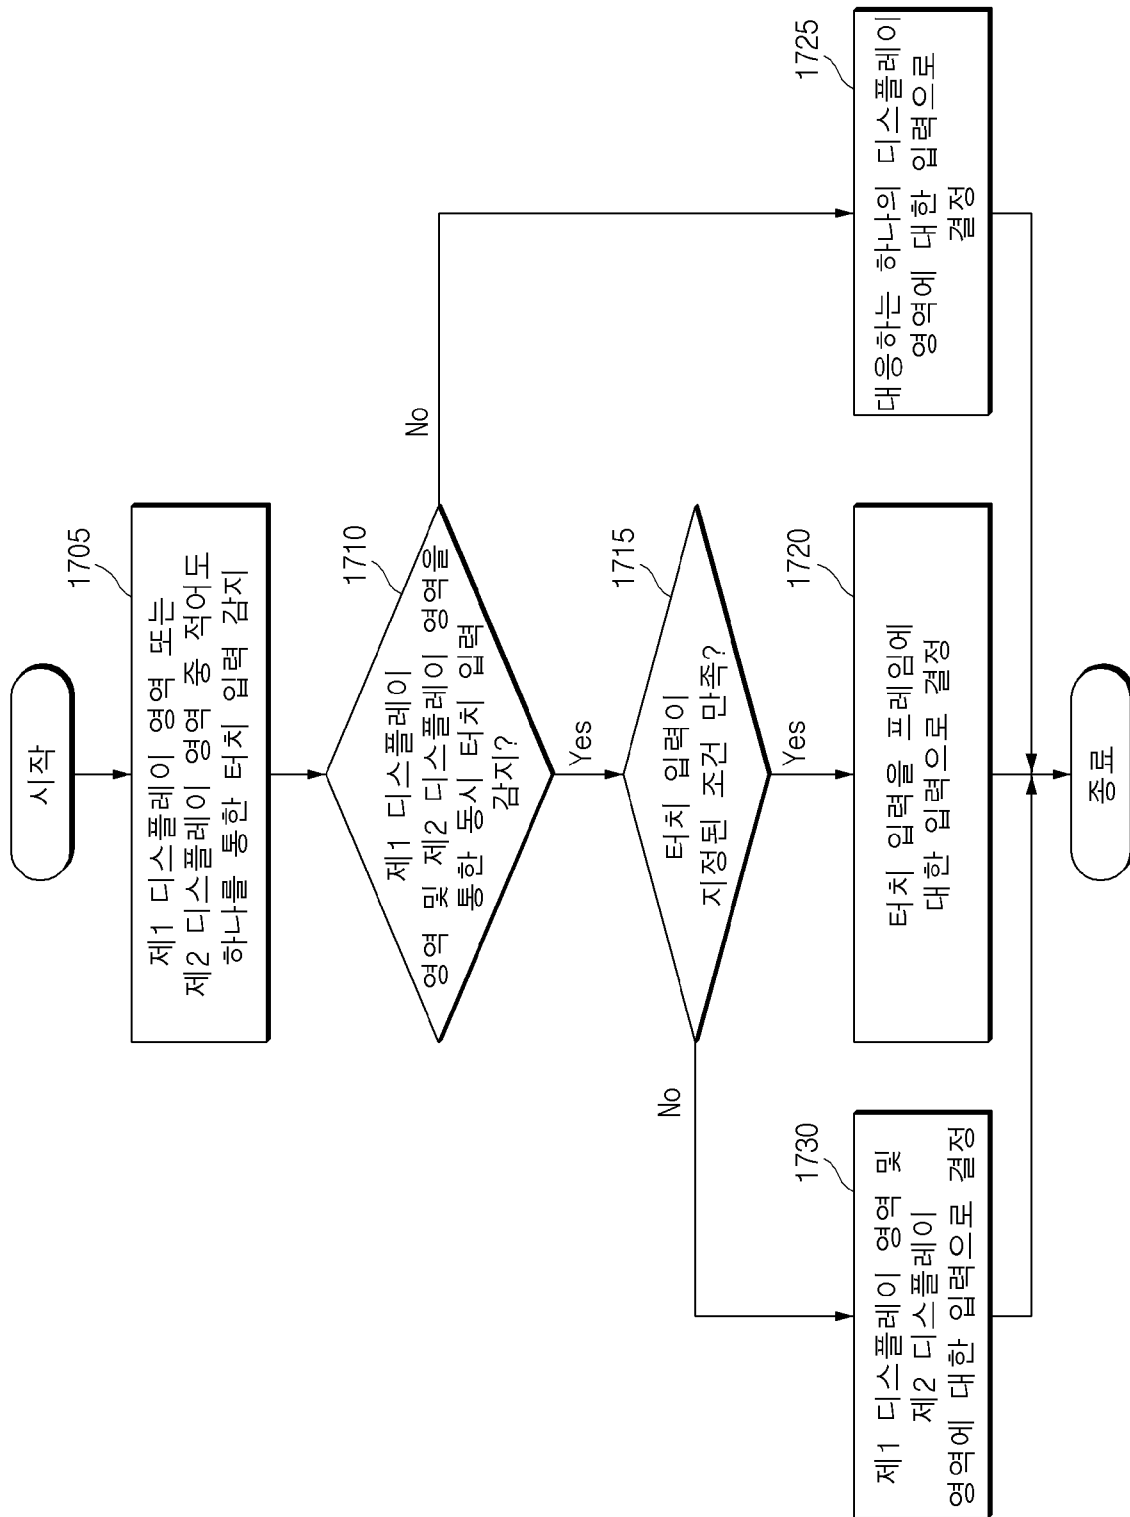 시작
1705
제1 디스플레이 영역 또는
제2 디스플레이 영역 중 적어도
하나를 통한 터치 입력 감지
1710
제1 디스플레이
영역 및 제2 디스플레이 영역을
통한 동시 터치 입력
감지?
No
Yes
1715
터치 입력이
지정된 조건 만족?
No
Yes
1730
제1 디스플레이 영역 및
제2 디스플레이
영역에 대한 입력으로 결정
1720
터치 입력을 프레임에
대한 입력으로 결정
1725
대응하는 하나의 디스플레이
영역에 대한 입력으로
결정
종료